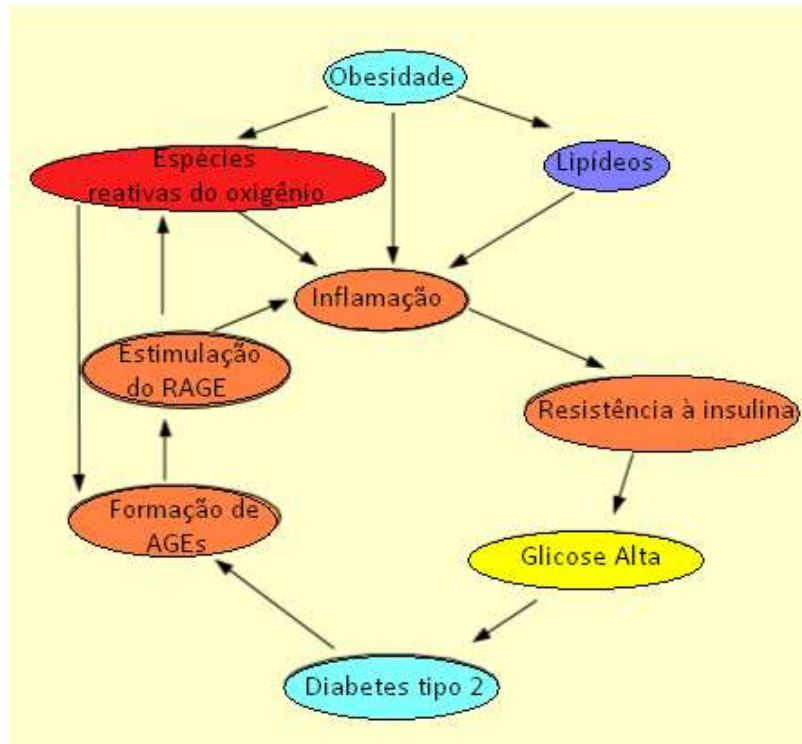 Obesidade
Espécies
reativas do oxigênio
Lipídeos
Inflamação
Estimulação
do RAGE
Resistência à insulina
Formação de
AGEs
Glicose Alta
Diabetes tipo 2